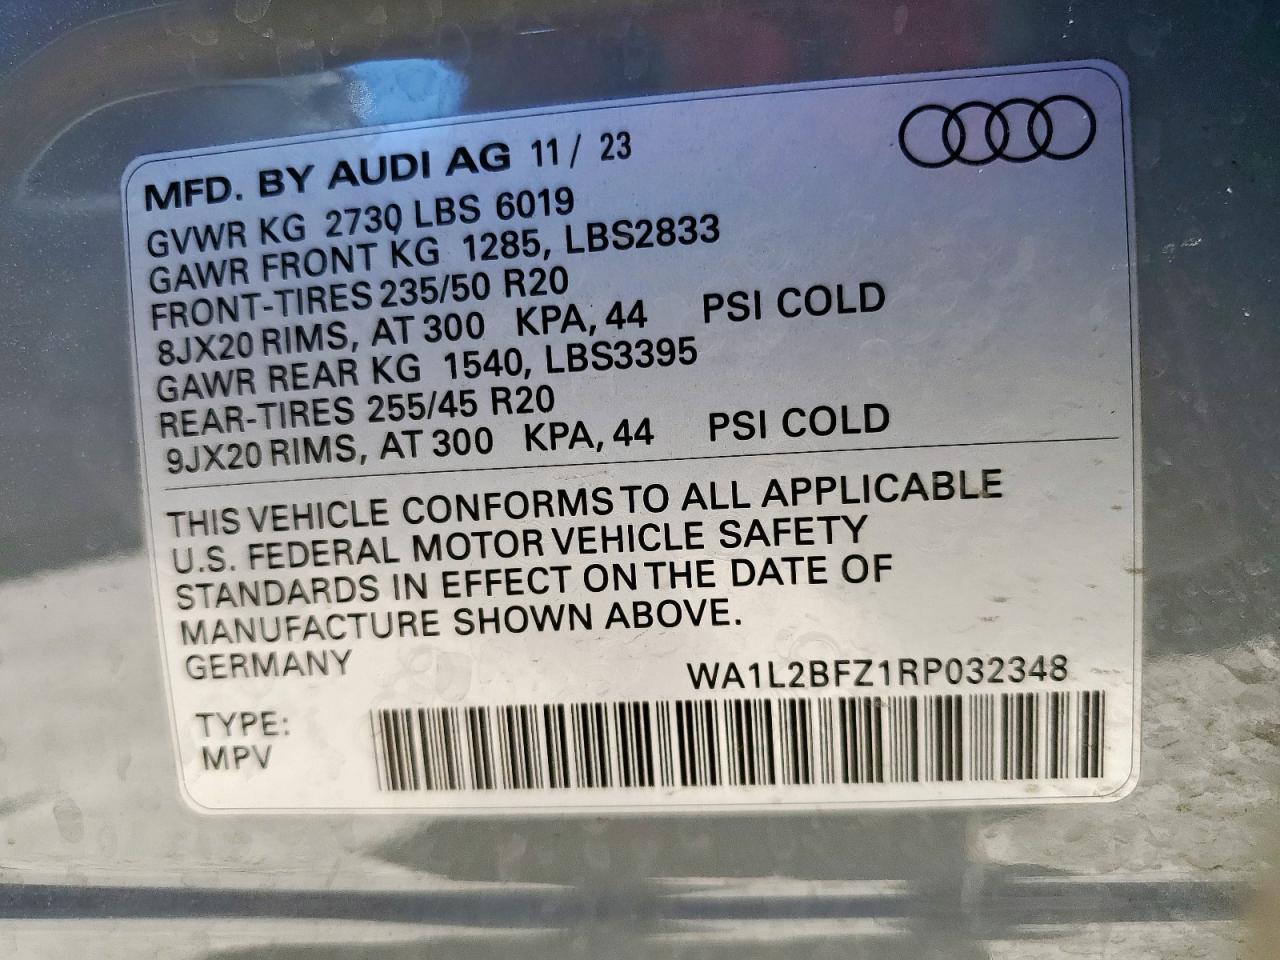 MFD. BY AUDI AG 11 / 23
GVWR KG 2730 LBS 6019
GAWR FRONT KG 1285, LBS2833
FRONT-TIRES 235/50 R20
8JX20 RIMS, AT 300 KPA, 44 PSI COLD
GAWR REAR KG 1540, LBS3395
REAR-TIRES 255/45 R20
9JX20 RIMS, AT 300 KPA, 44 PSI COLD
THIS VEHICLE CONFORMS TO ALL APPLICABLE
U.S. FEDERAL MOTOR VEHICLE SAFETY
STANDARDS IN EFFECT ON THE DATE OF
MANUFACTURE SHOWN ABOVE.
GERMANY
WA1L2BFZ1RP032348
TYPE:
MPV